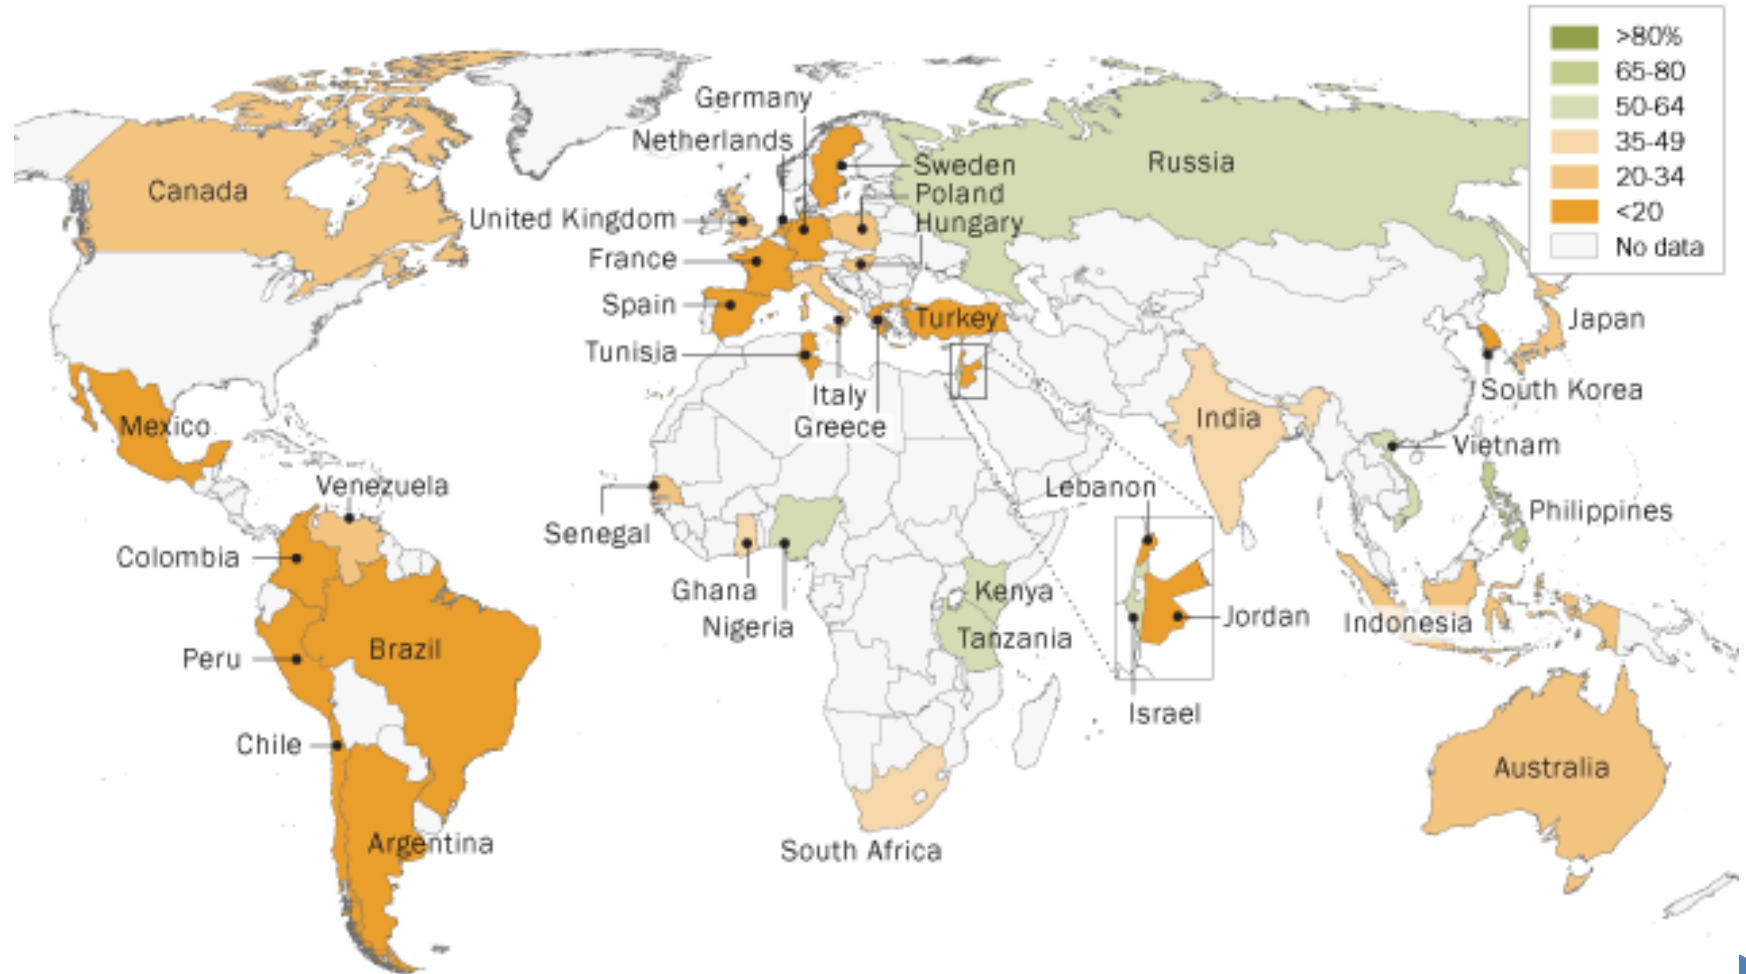 >80%
65-80
50-64
35-49
20-34
<20
No data
Germany
Netherlands
Sweden
Russia
Canada
Poland
United Kingdom
Hungary
France
Spain
Turkey
Japan
Tunisia
Italy
South Korea
Mexico
Greece
India
Vietnam
Venezuela
Lebanon
Philippines
Senegal
Colombia
Ghana
Kenya
Nigeria
Jordan
Indonesia
Tanzania
Brazil
Peru
Israel
Chile
Australia
Argentina
South Africa